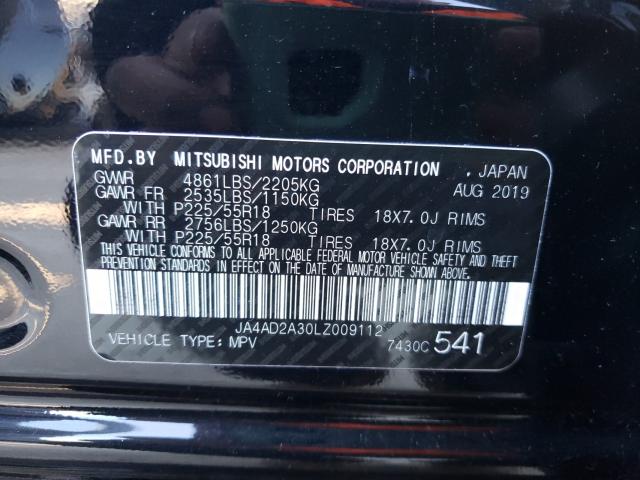 MFD.BY MITSUBISHI MOTORS CORPORATION , JAPAN
GVWR 4861LBS/2205KG AUG 2019
GAWR FR 2535LBS/1150KG
WITH P225/55R18 TIRES 18X7.0J RIMS
GAWR RR 2756LBS/1250KG
WITH P225/55R18 TIRES 18X7.0J RIMS
THIS VEHICLE CONFORMS TO ALL APPLICABLE FEDERAL MOTOR VEHICLE SAFETY AND THEFT
PREVENTION STANDARDS IN EFFECT ON THE DATE OF MANUFACTURE SHOWN ABOVE.
JA4AD2A30LZ009112
VEHICLE TYPE: MPV 7430C 541